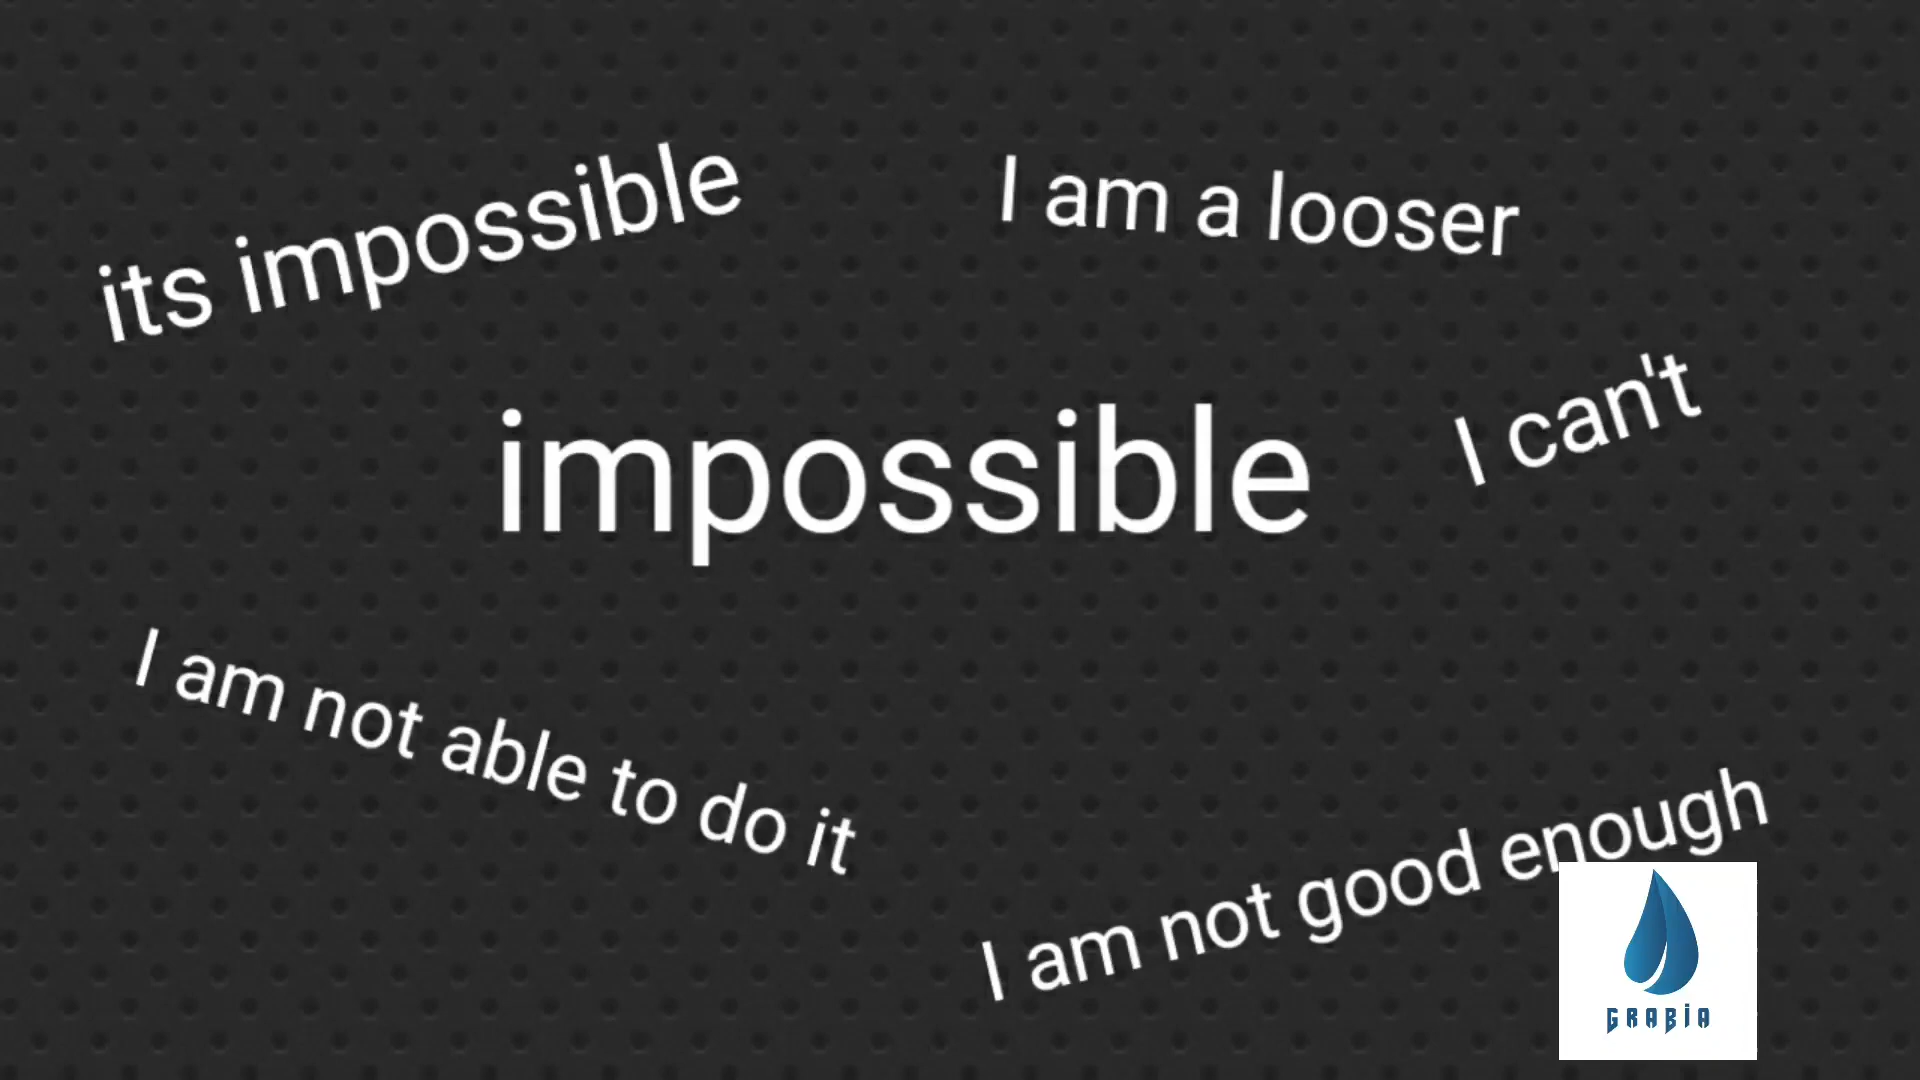 its impossible
I am a looser
impossible
I can't
I am not able to do it
I am not good enough
GRABIA